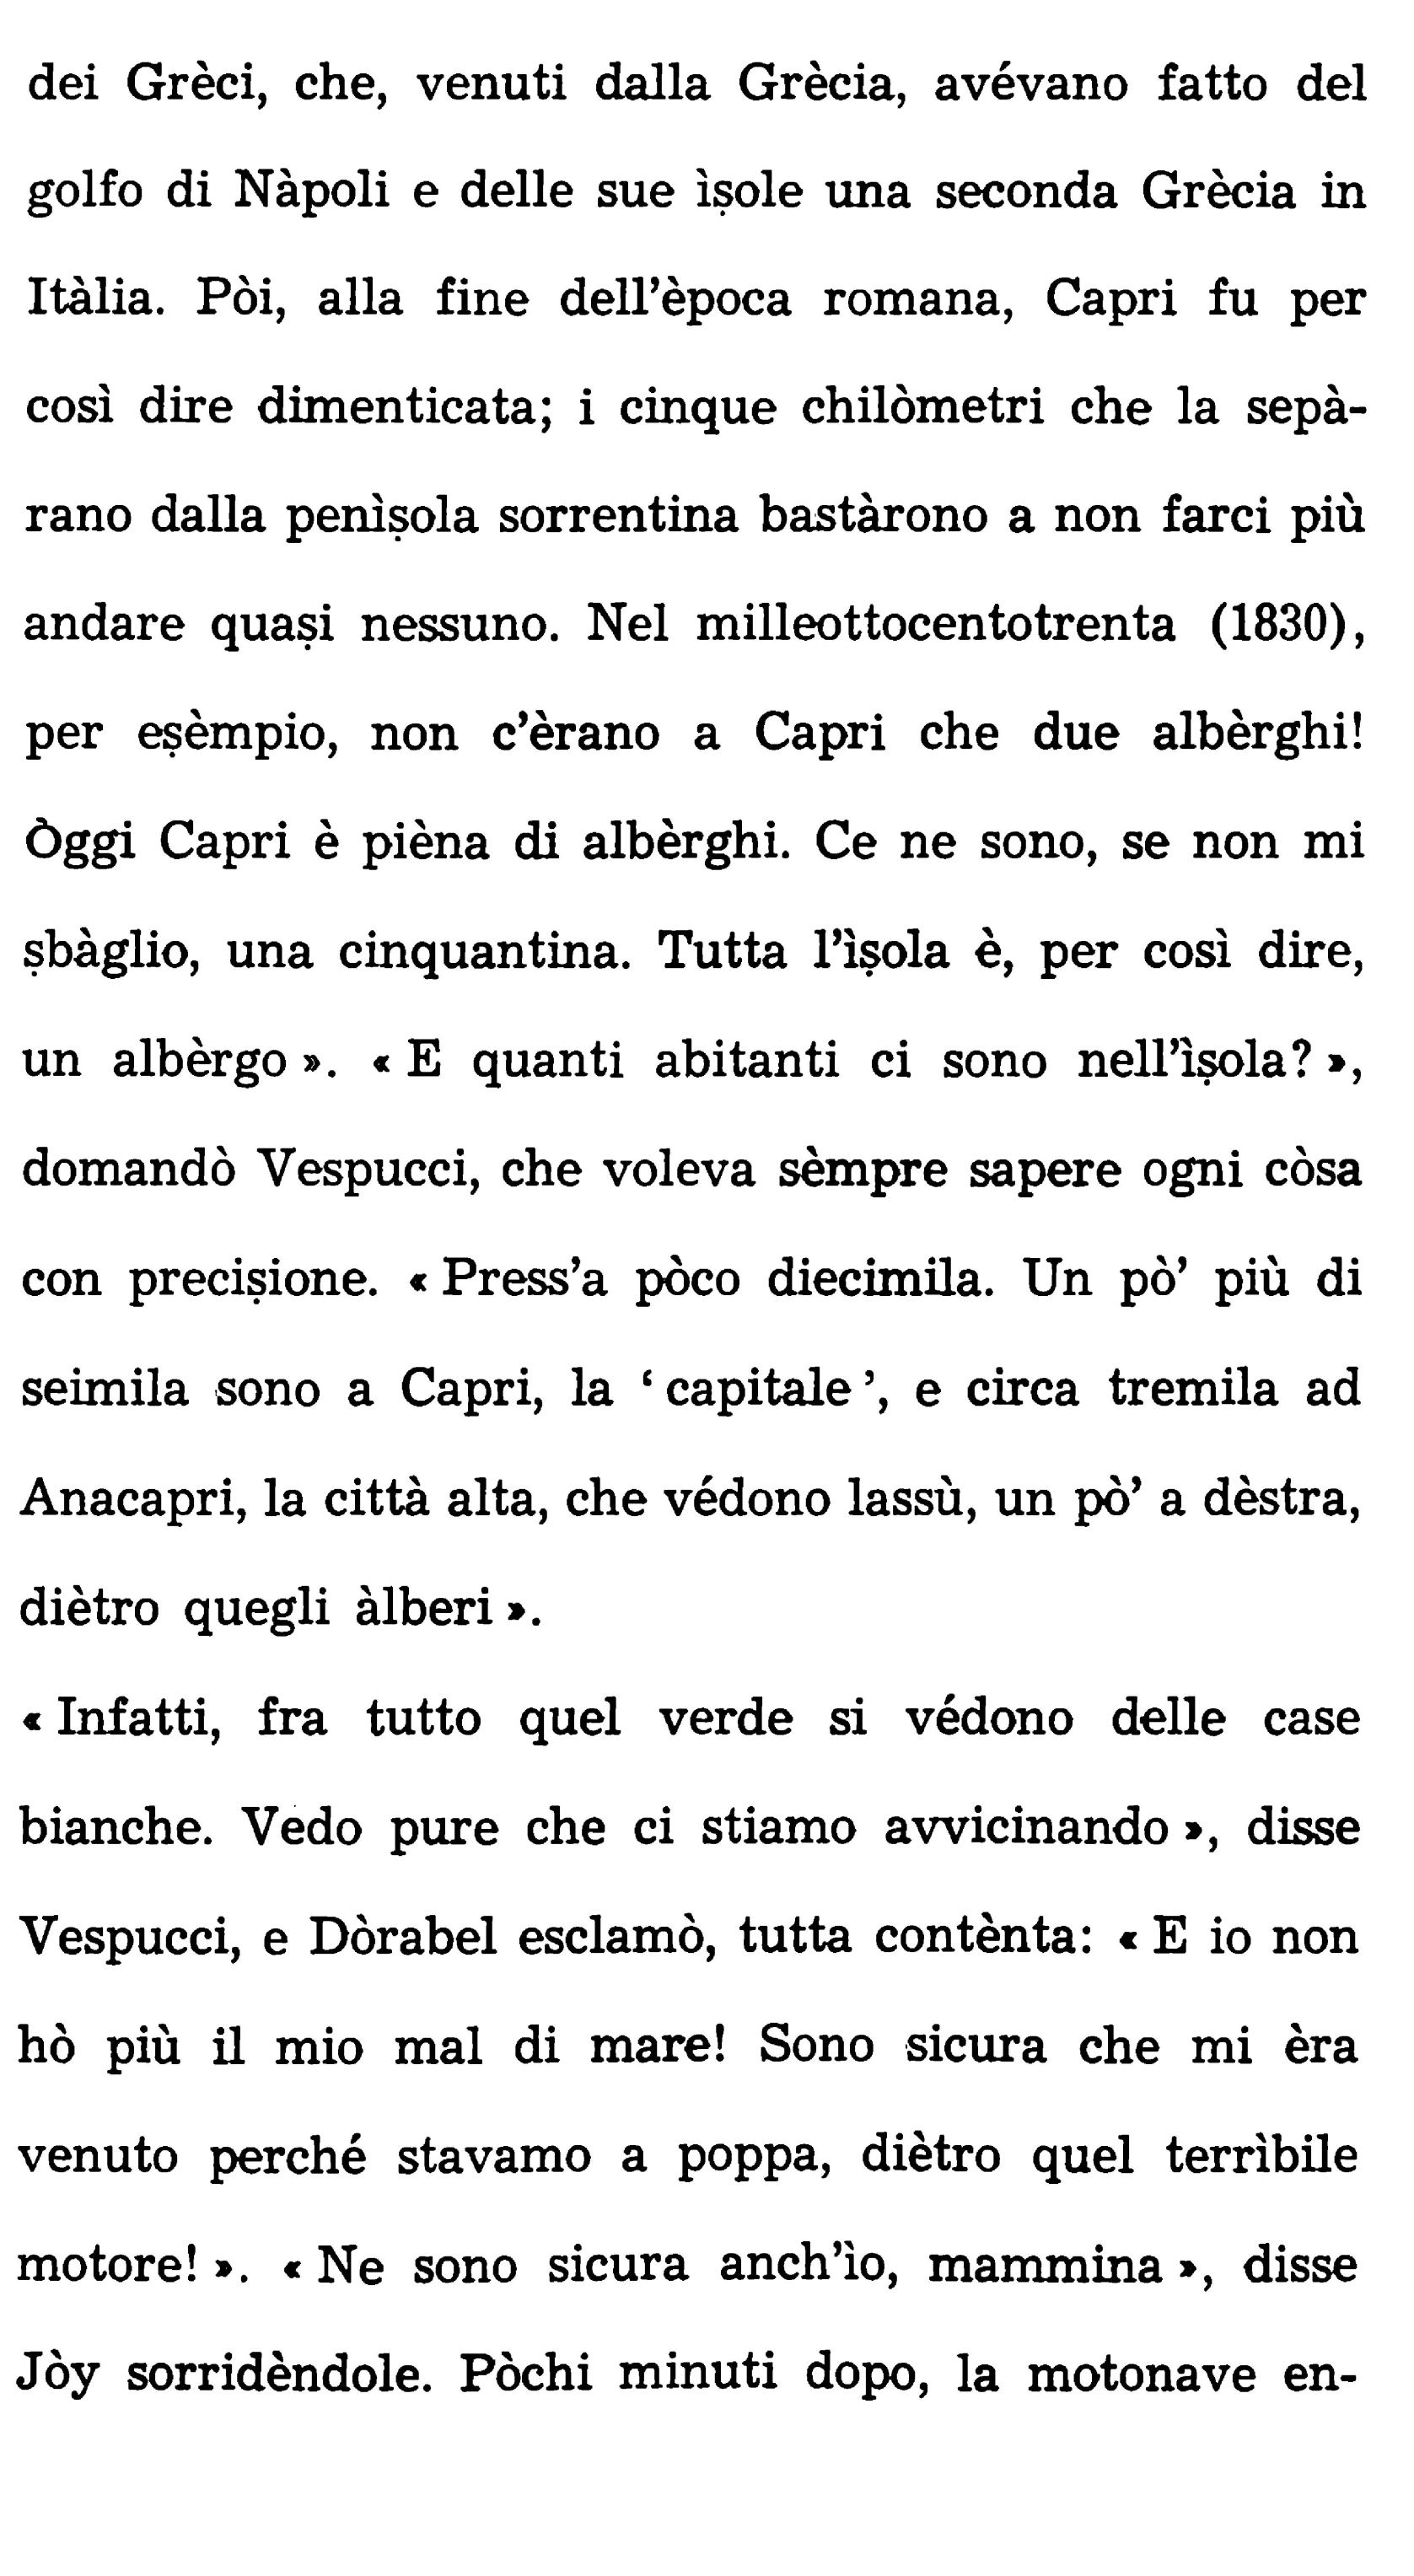 dei Grèci, che, venuti dalla Grècia, avévano fatto del
golfo di Nàpoli e delle sue ìṣole una seconda Grècia in
Itàlia. Pòi, alla fine dell’època romana, Capri fu per
così dire dimenticata; i cinque chilòmetri che la sepà-
rano dalla penìṣola sorrentina bastàrono a non farci più
andare quaṣi nessuno. Nel milleottocentotrenta (1830),
per eṣèmpio, non c’èrano a Capri che due albèrghi!
Òggi Capri è pièna di albèrghi. Ce ne sono, se non mi
ṣbàglio, una cinquantina. Tutta l’ìṣola è, per così dire,
un albèrgo ». « E quanti abitanti ci sono nell’ìṣola? »,
domandò Vespucci, che voleva sèmpre sapere ogni còsa
con preciṣione. « Press’a pòco diecimila. Un pò’ più di
seimila sono a Capri, la ‘ capitale ’, e circa tremila ad
Anacapri, la città alta, che védono lassù, un pò’ a dèstra,
diètro quegli àlberi ».
« Infatti, fra tutto quel verde si védono delle case
bianche. Vedo pure che ci stiamo avvicinando », disse
Vespucci, e Dòrabel esclamò, tutta contènta: « E io non
hò più il mio mal di mare! Sono sicura che mi èra
venuto perché stavamo a poppa, diètro quel terrìbile
motore! ». « Ne sono sicura anch’ìo, mammina », disse
Jòy sorridèndole. Pòchi minuti dopo, la motonave en-